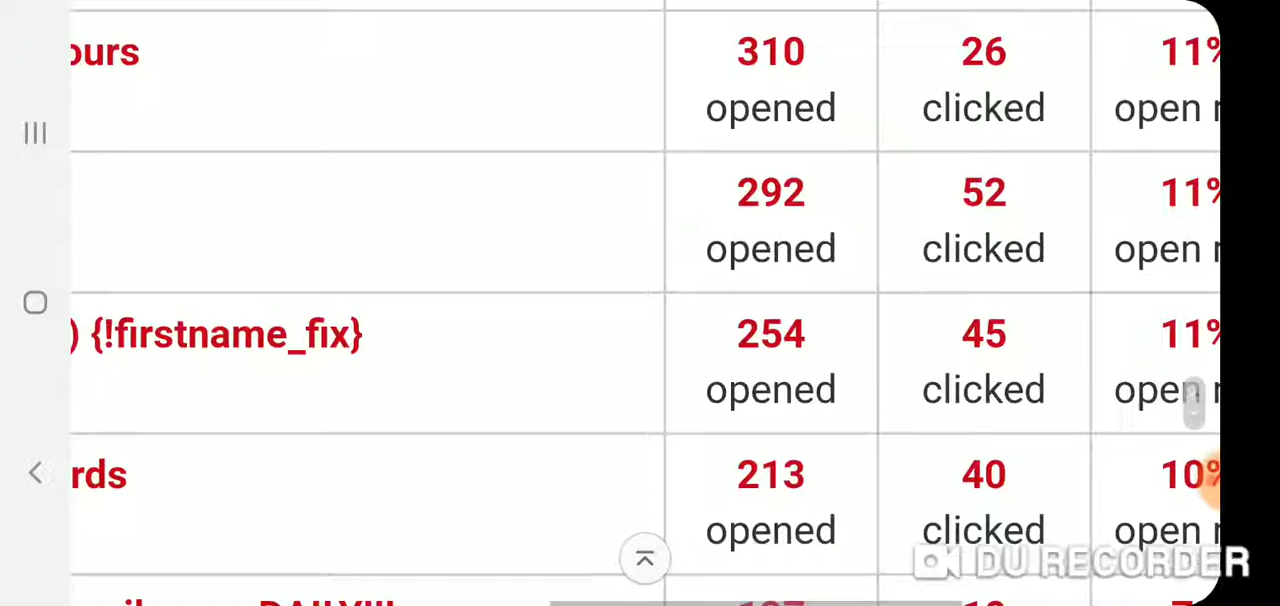 ours 310 26 11%
opened clicked open r
292 52 11%
opened clicked open r
) {!firstname_fix} 254 45 11%
opened clicked open r
rds 213 40 10%
opened clicked open r
DU RECORDER
DAILY!!!